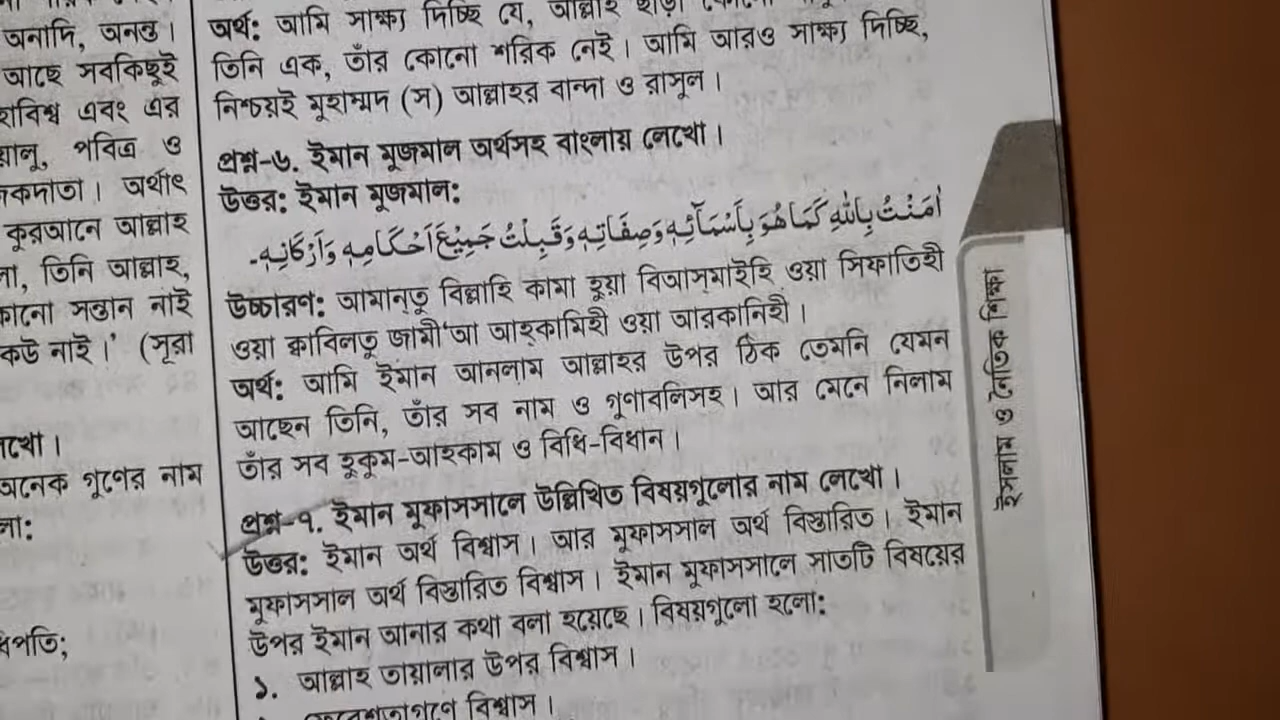 অনাদি, অনন্ত।
আছে সবকিছুই
এবং এর
পবিত্র ও
অর্থাৎ
কুরআনে আল্লাহ
তিনি আল্লাহ,
সন্তান নাই
নাই।’ (সূরা
অনেক গুণের নাম
অর্থ: আমি সাক্ষ্য দিচ্ছি যে, আল্লাহ ছাড়া
তিনি এক, তাঁর কোনো শরিক নেই। আমি আরও সাক্ষ্য দিচ্ছি,
নিশ্চয়ই মুহাম্মদ (স) আল্লাহর বান্দা ও রাসুল।
প্রশ্ন-৬. ইমান মুজমাল অর্থসহ বাংলায় লেখো।
উত্তর: ইমান মুজমাল:
اٰمَنْتُ بِاللّٰهِ كَمَا هُوَ بِاَسْمَآئِهٖ وَصِفَاتِهٖ وَقَبِلْتُ جَمِيْعَ اَحْكَامِهٖ وَاَرْكَانِهٖ۔
উচ্চারণ: আমান্‌তু বিল্লাহি কামা হুয়া বিআস্‌মাইহি ওয়া সিফাতিহী
ওয়া ক্বাবিলতু জামী‘আ আহ্‌কামিহী ওয়া আরকানিহী।
অর্থ: আমি ইমান আনলাম আল্লাহর উপর ঠিক তেমনি যেমন
আছেন তিনি, তাঁর সব নাম ও গুণাবলিসহ। আর মেনে নিলাম
তাঁর সব হুকুম-আহকাম ও বিধি-বিধান।
প্রশ্ন-৭. ইমান মুফাসসালে উল্লিখিত বিষয়গুলোর নাম লেখো।
উত্তর: ইমান অর্থ বিশ্বাস। আর মুফাসসাল অর্থ বিস্তারিত। ইমান
মুফাসসাল অর্থ বিস্তারিত বিশ্বাস। ইমান মুফাসসালে সাতটি বিষয়ের
উপর ইমান আনার কথা বলা হয়েছে। বিষয়গুলো হলো:
১. আল্লাহ তায়ালার উপর বিশ্বাস।
বিশ্বাস।
ইসলাম ও নৈতিক শিক্ষা